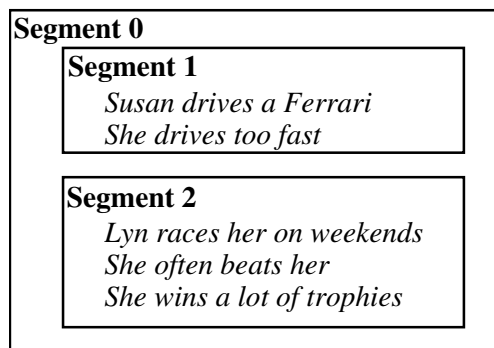 Segment 0
Segment 1
Susan drives a Ferrari
She drives too fast
Segment 2
Lyn races her on weekends
She often beats her
She wins a lot of trophies